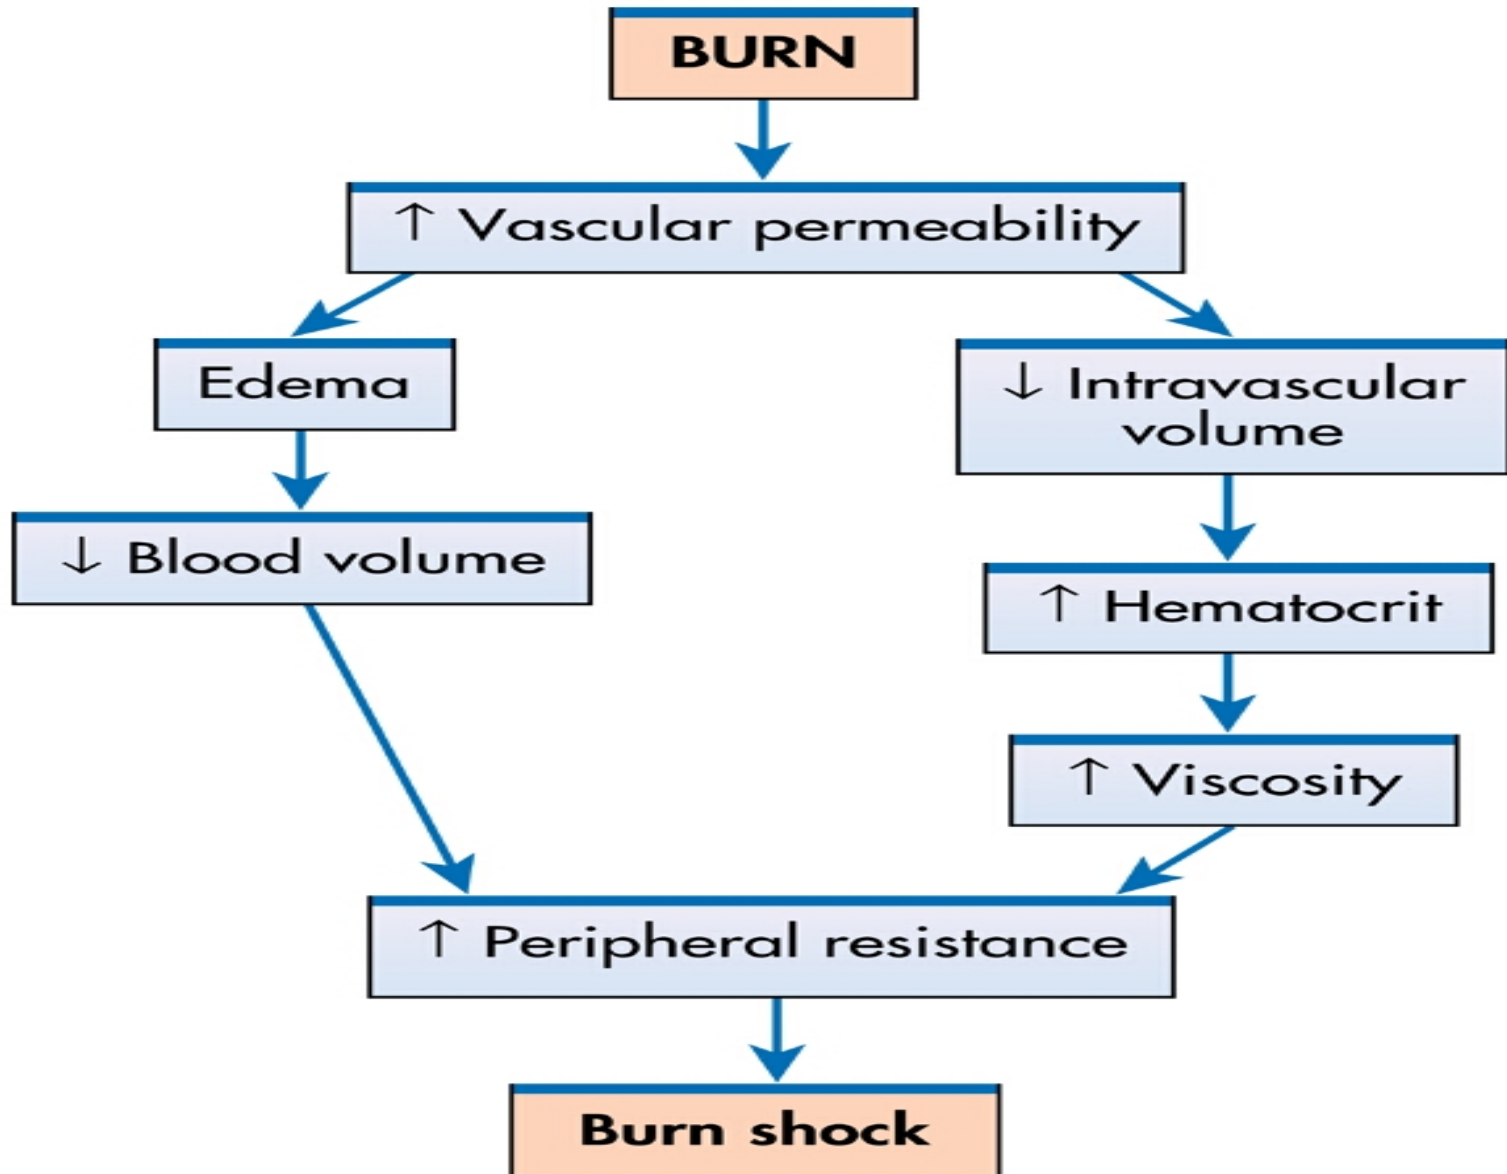 BURN
↑ Vascular permeability
Edema
↓ Intravascular
volume
↓ Blood volume
↑ Hematocrit
↑ Viscosity
↑ Peripheral resistance
Burn shock